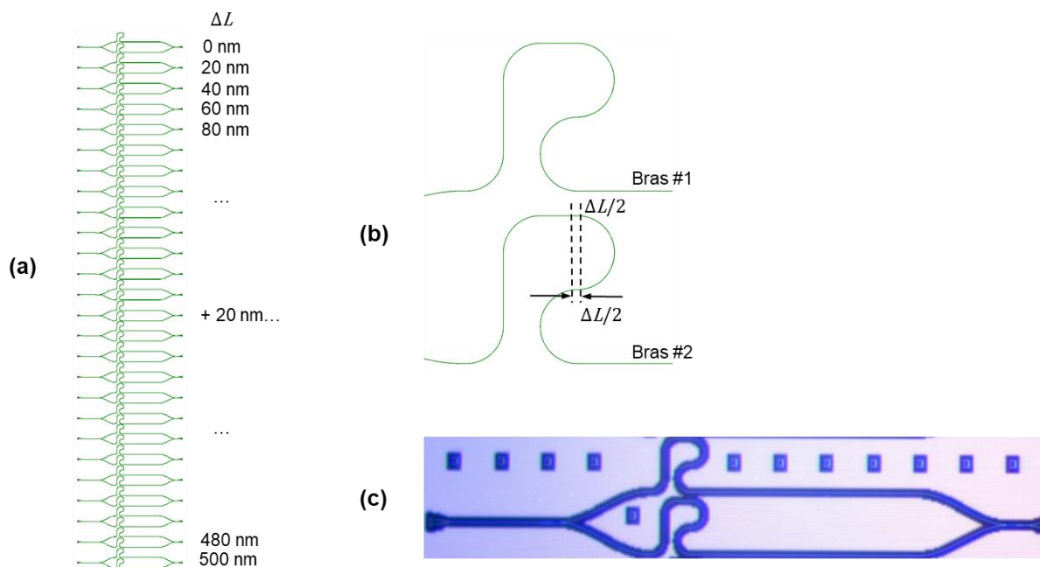 ΔL
0 nm
20 nm
40 nm
60 nm
80 nm
...
+ 20 nm...
...
480 nm
500 nm
(a)
Bras #1
ΔL/2
(b)
ΔL/2
Bras #2
(c)